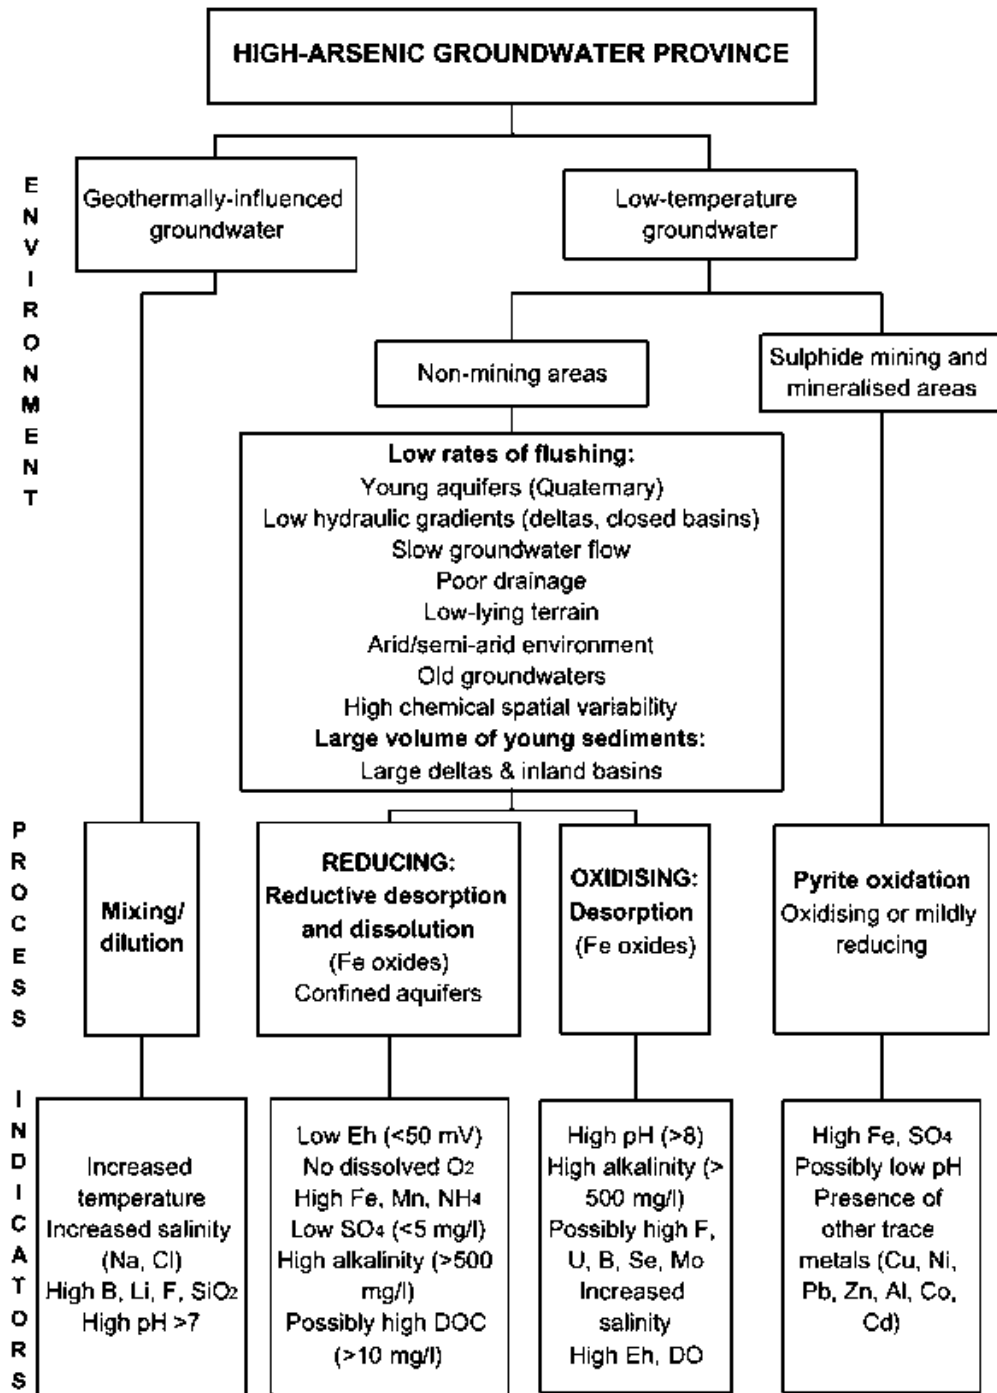 HIGH-ARSENIC GROUNDWATER PROVINCE
ENVIRONMENT
Geothermally-influenced
groundwater
Low-temperature
groundwater
Non-mining areas
Sulphide mining and
mineralised areas
Low rates of flushing:
Young aquifers (Quaternary)
Low hydraulic gradients (deltas, closed basins)
Slow groundwater flow
Poor drainage
Low-lying terrain
Arid/semi-arid environment
Old groundwaters
High chemical spatial variability
Large volume of young sediments:
Large deltas & inland basins
PROCESS
Mixing/
dilution
REDUCING:
Reductive desorption
and dissolution
(Fe oxides)
Confined aquifers
OXIDISING:
Desorption
(Fe oxides)
Pyrite oxidation
Oxidising or mildly
reducing
INDICATORS
Increased
temperature
Increased salinity
(Na, Cl)
High B, Li, F, SiO2
High pH >7
Low Eh (<50 mV)
No dissolved O2
High Fe, Mn, NH4
Low SO4 (<5 mg/l)
High alkalinity (>500
mg/l)
Possibly high DOC
(>10 mg/l)
High pH (>8)
High alkalinity (>
500 mg/l)
Possibly high F,
U, B, Se, Mo
Increased
salinity
High Eh, DO
High Fe, SO4
Possibly low pH
Presence of
other trace
metals (Cu, Ni,
Pb, Zn, Al, Co,
Cd)